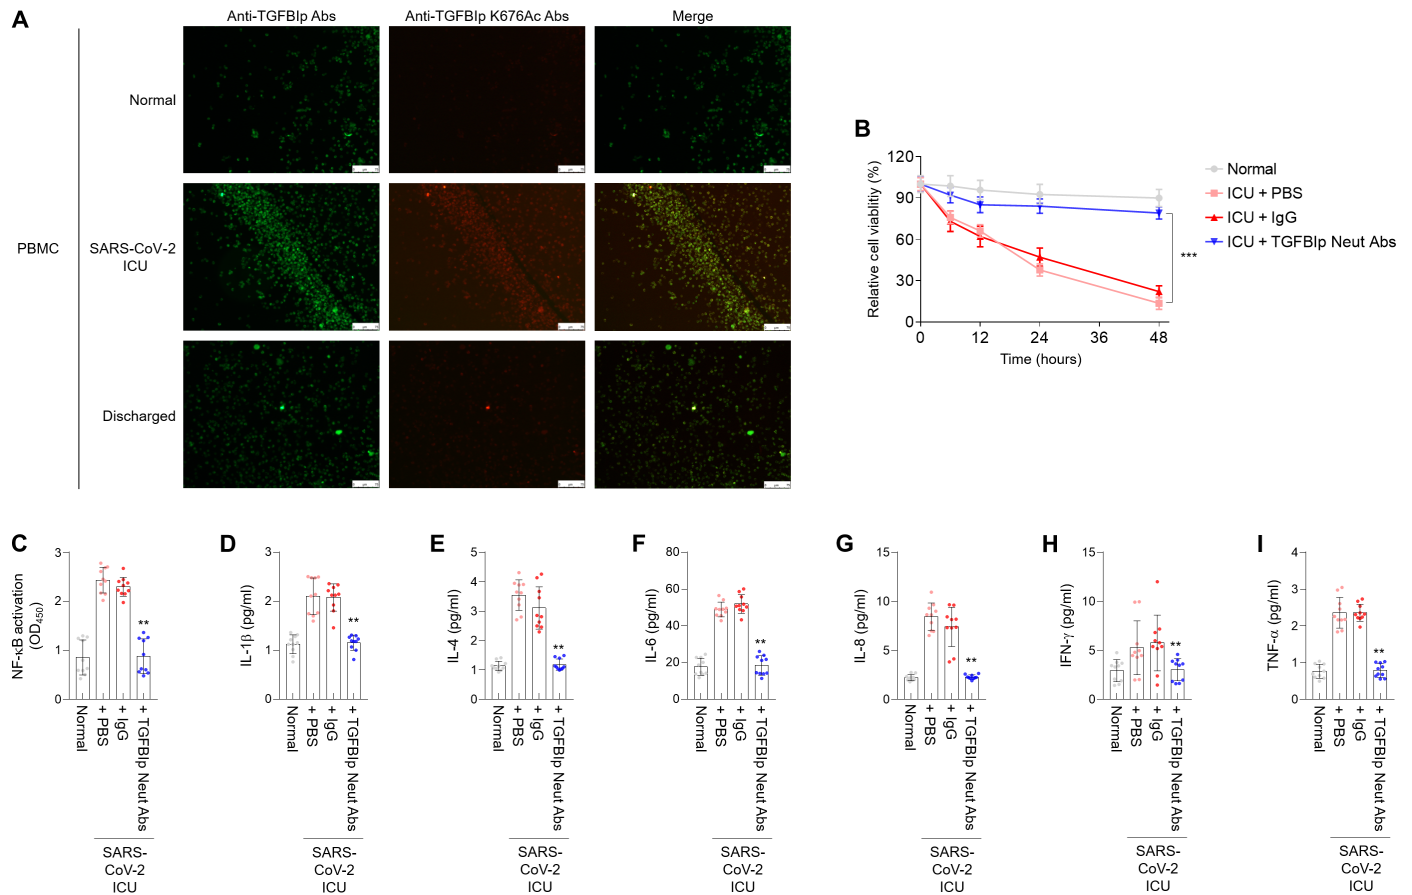 A
Anti-TGFBIp Abs
Anti-TGFBIp K676Ac Abs
Merge
PBMC
Normal
SARS-CoV-2
ICU
Discharged
B
Relative cell viablitiy (%)
120
90
60
30
0
0
12
24
36
48
Time (hours)
***
Normal
ICU + PBS
ICU + IgG
ICU + TGFBIp Neut Abs
C
NF-κB activation
(OD450)
3
2
1
0
**
Normal
+ PBS
+ IgG
+ TGFBIp Neut Abs
SARS-
CoV-2
ICU
D
IL-1β (pg/ml)
3
2
1
0
**
Normal
+ PBS
+ IgG
+ TGFBIp Neut Abs
SARS-
CoV-2
ICU
E
IL-4 (pg/ml)
5
4
3
2
1
0
**
Normal
+ PBS
+ IgG
+ TGFBIp Neut Abs
SARS-
CoV-2
ICU
F
IL-6 (pg/ml)
80
60
40
20
0
**
Normal
+ PBS
+ IgG
+ TGFBIp Neut Abs
SARS-
CoV-2
ICU
G
IL-8 (pg/ml)
15
10
5
0
**
Normal
+ PBS
+ IgG
+ TGFBIp Neut Abs
SARS-
CoV-2
ICU
H
IFN-γ (pg/ml)
15
10
5
0
**
Normal
+ PBS
+ IgG
+ TGFBIp Neut Abs
SARS-
CoV-2
ICU
I
TNF-α (pg/ml)
4
3
2
1
0
**
Normal
+ PBS
+ IgG
+ TGFBIp Neut Abs
SARS-
CoV-2
ICU